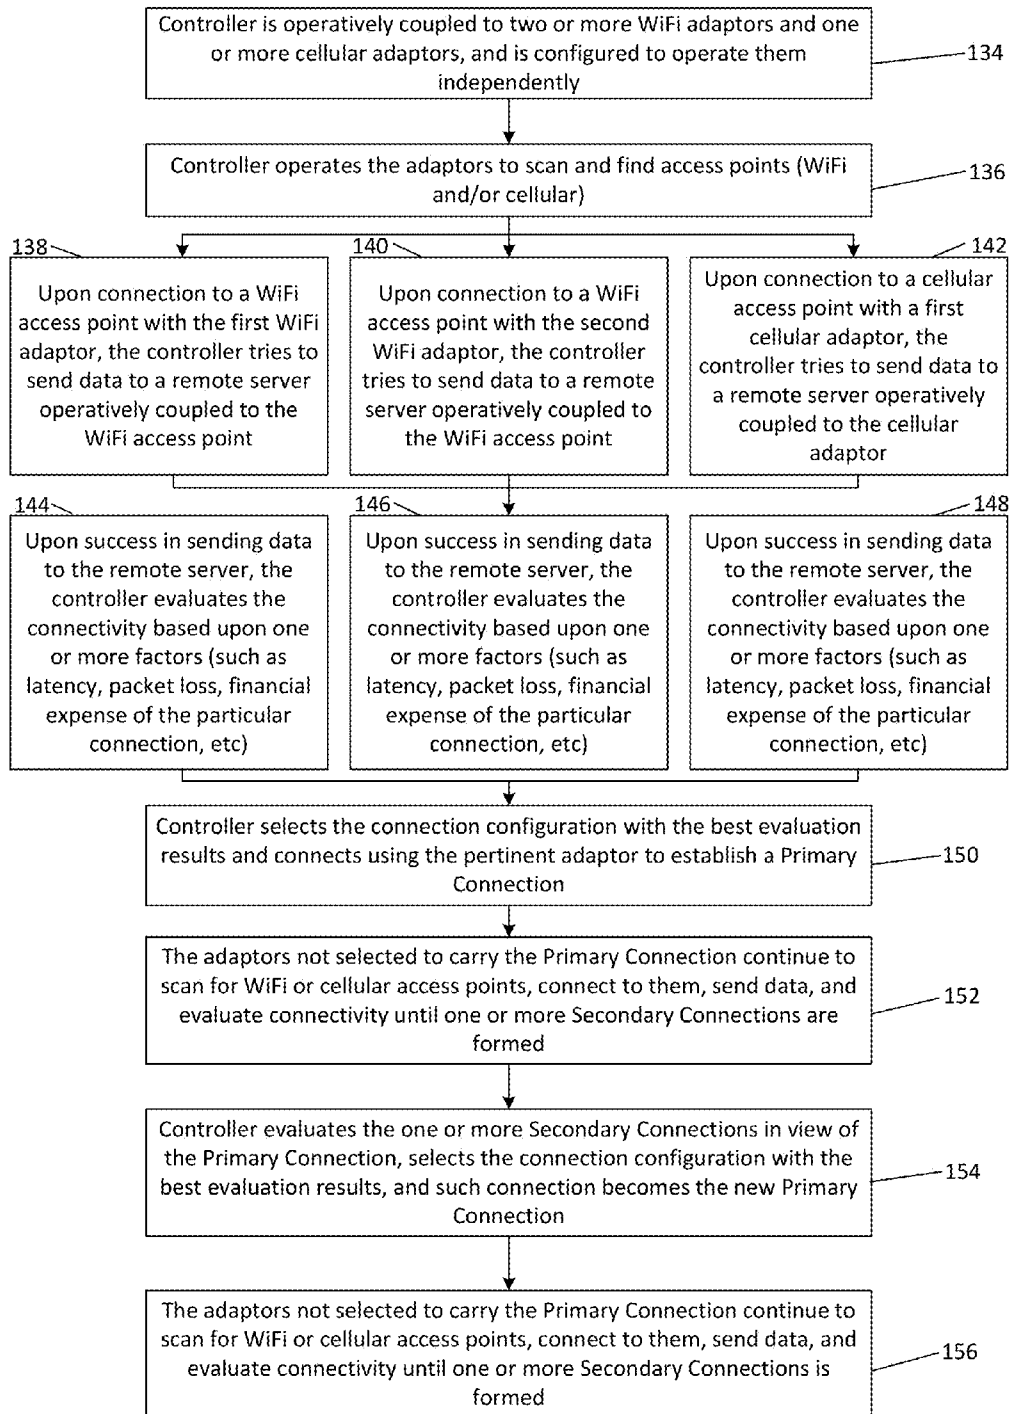 Controller is operatively coupled to two or more WiFi adaptors and one
or more cellular adaptors, and is configured to operate them
independently
134
Controller operates the adaptors to scan and find access points (WiFi
and/or cellular)
136
138
Upon connection to a WiFi
access point with the first WiFi
adaptor, the controller tries to
send data to a remote server
operatively coupled to the
WiFi access point
140
Upon connection to a WiFi
access point with the second
WiFi adaptor, the controller
tries to send data to a remote
server operatively coupled to
the WiFi access point
142
Upon connection to a cellular
access point with a first
cellular adaptor, the
controller tries to send data to
a remote server operatively
coupled to the cellular
adaptor
144
Upon success in sending data
to the remote server, the
controller evaluates the
connectivity based upon one
or more factors (such as
latency, packet loss, financial
expense of the particular
connection, etc)
146
Upon success in sending data
to the remote server, the
controller evaluates the
connectivity based upon one
or more factors (such as
latency, packet loss, financial
expense of the particular
connection, etc)
148
Upon success in sending data
to the remote server, the
controller evaluates the
connectivity based upon one
or more factors (such as
latency, packet loss, financial
expense of the particular
connection, etc)
Controller selects the connection configuration with the best evaluation
results and connects using the pertinent adaptor to establish a Primary
Connection
150
The adaptors not selected to carry the Primary Connection continue to
scan for WiFi or cellular access points, connect to them, send data, and
evaluate connectivity until one or more Secondary Connections are
formed
152
Controller evaluates the one or more Secondary Connections in view of
the Primary Connection, selects the connection configuration with the
best evaluation results, and such connection becomes the new Primary
Connection
154
The adaptors not selected to carry the Primary Connection continue to
scan for WiFi or cellular access points, connect to them, send data, and
evaluate connectivity until one or more Secondary Connections is
formed
156